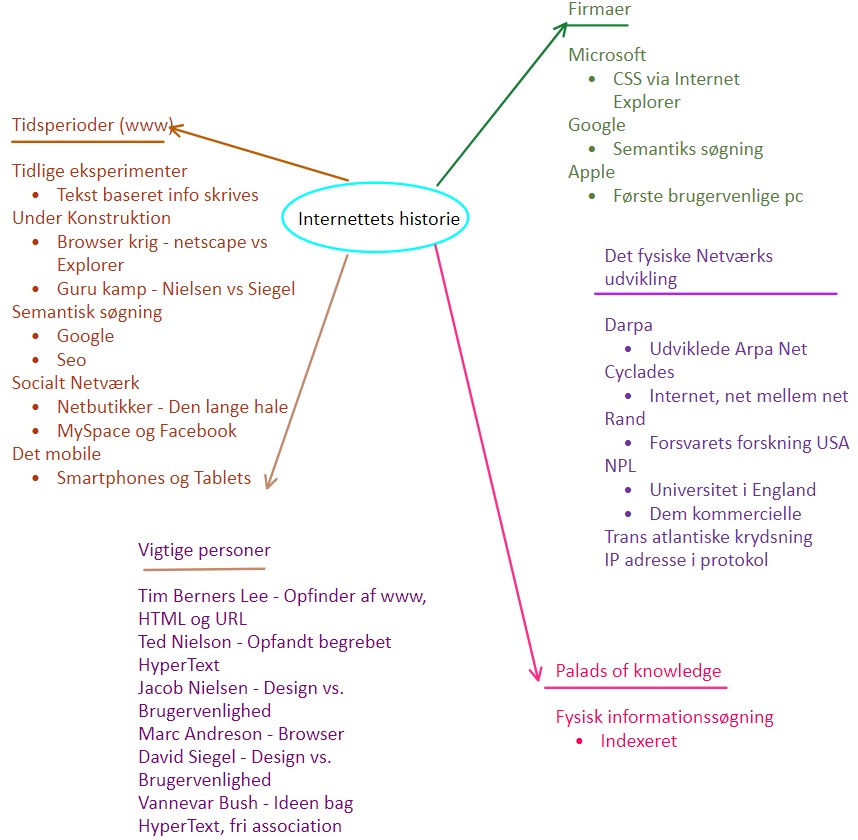 Firmaer
Microsoft
• CSS via Internet
Explorer
Google
• Semantiks søgning
Apple
• Første brugervenlige pc
Tidsperioder (www)
Tidlige eksperimenter
• Tekst baseret info skrives
Under Konstruktion
• Browser krig - netscape vs
Explorer
• Guru kamp - Nielsen vs Siegel
Semantisk søgning
• Google
• Seo
Socialt Netværk
• Netbutikker - Den lange hale
• MySpace og Facebook
Det mobile
• Smartphones og Tablets
Internettets historie
Det fysiske Netværks
udvikling
Darpa
• Udviklede Arpa Net
Cyclades
• Internet, net mellem net
Rand
• Forsvarets forskning USA
NPL
• Universitet i England
• Dem kommercielle
Trans atlantiske krydsning
IP adresse i protokol
Vigtige personer
Tim Berners Lee - Opfinder af www,
HTML og URL
Ted Nielson - Opfandt begrebet
HyperText
Jacob Nielsen - Design vs.
Brugervenlighed
Marc Andreson - Browser
David Siegel - Design vs.
Brugervenlighed
Vannevar Bush - Ideen bag
HyperText, fri association
Palads of knowledge
Fysisk informationssøgning
• Indexeret